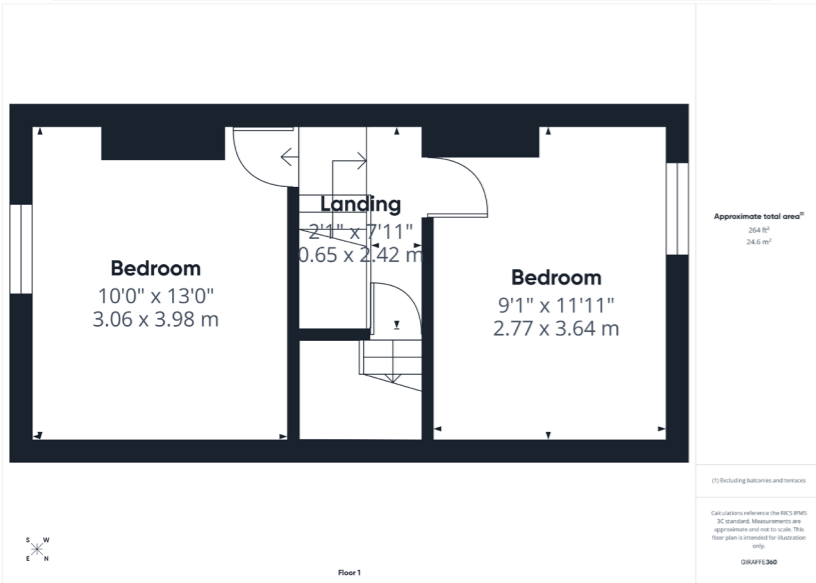 Landing
2'1" x 7'11"
0.65 x 2.42 m
Bedroom
10'0" x 13'0"
3.06 x 3.98 m
Bedroom
9'1" x 11'11"
2.77 x 3.64 m
Approximate total area⁽¹⁾
264 ft²
24.6 m²
(1) Excluding balconies and terraces
Calculations reference the RICS IPMS
3C standard. Measurements are
approximate and not to scale. This
floor plan is intended for illustration
only.
GIRAFFE360
S W
E N
Floor 1